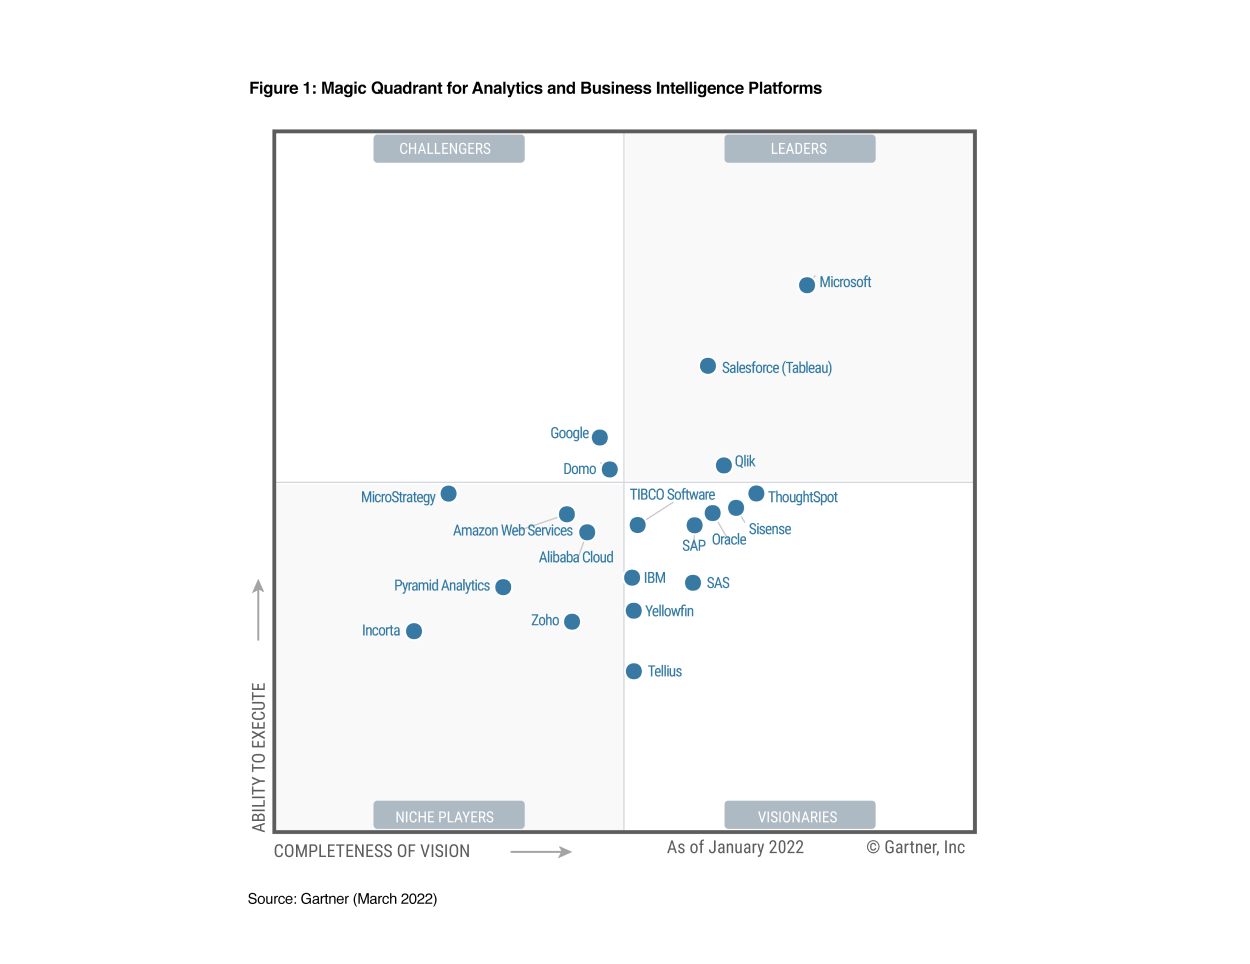 Figure 1: Magic Quadrant for Analytics and Business Intelligence Platforms
CHALLENGERS
LEADERS
Microsoft
Salesforce (Tableau)
Google
Domo
Qlik
MicroStrategy
TIBCO Software
ThoughtSpot
Amazon Web Services
Sisense
Oracle
SAP
Alibaba Cloud
IBM
SAS
Pyramid Analytics
Yellowfin
Zoho
Incorta
Tellius
ABILITY TO EXECUTE
NICHE PLAYERS
VISIONARIES
COMPLETENESS OF VISION
As of January 2022
© Gartner, Inc
Source: Gartner (March 2022)